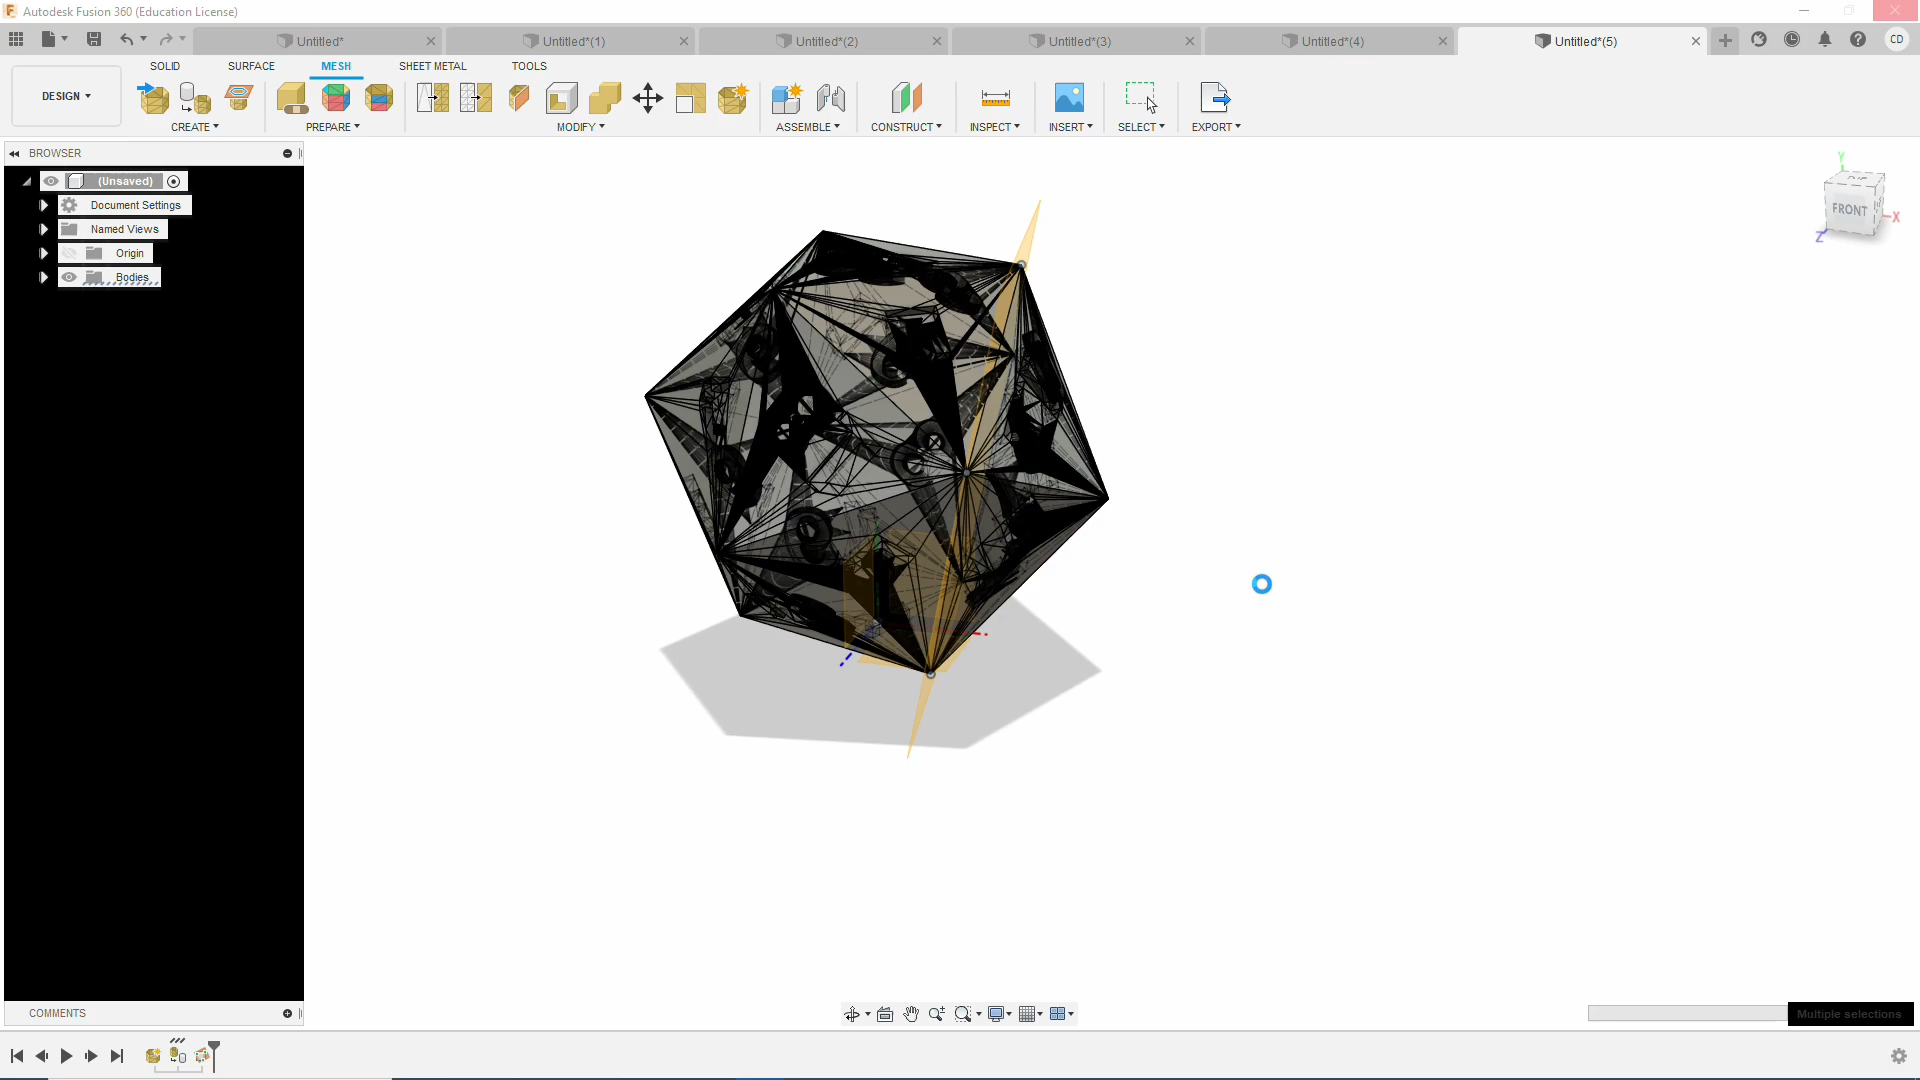 Autodesk Fusion 360 (Education License)
Untitled*
Untitled*(1)
Untitled*(2)
Untitled*(3)
Untitled*(4)
Untitled*(5)
CD
DESIGN
SOLID
SURFACE
MESH
SHEET METAL
TOOLS
CREATE
PREPARE
MODIFY
ASSEMBLE
CONSTRUCT
INSPECT
INSERT
SELECT
EXPORT
BROWSER
(Unsaved)
Document Settings
Named Views
Origin
Bodies
Y
FRONT
X
Z
COMMENTS
Multiple selections